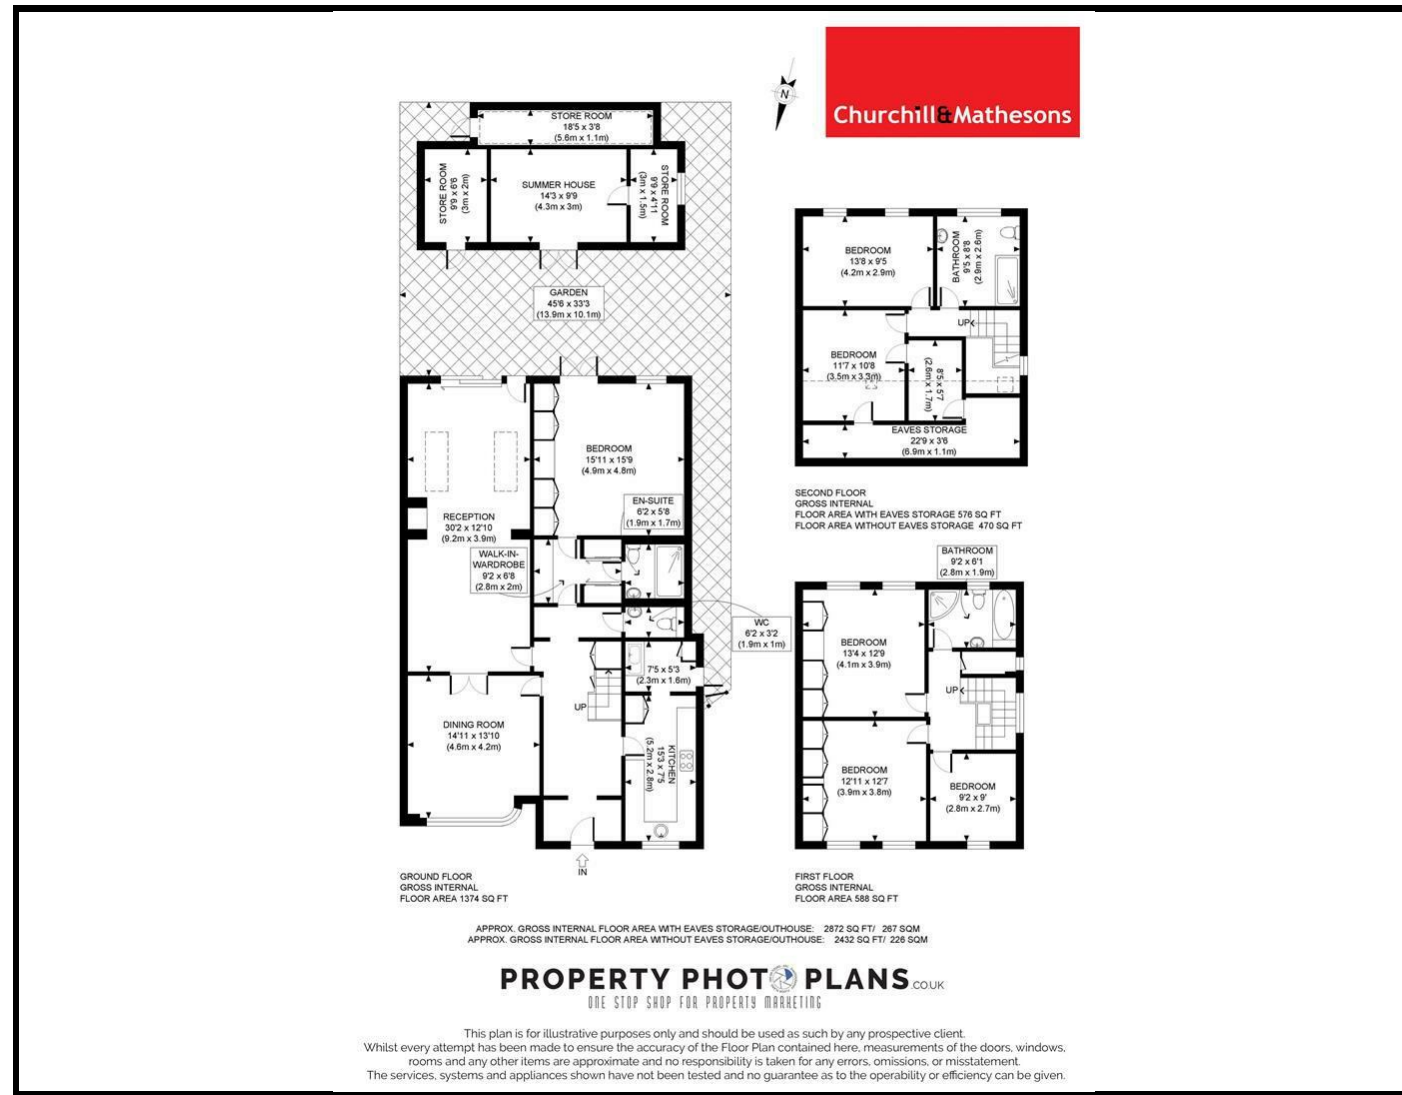 Churchill&Mathesons
N
STORE ROOM
18'5 x 3'8
(5.6m x 1.1m)
STORE ROOM
9'9 x 6'6
(3m x 2m)
SUMMER HOUSE
14'3 x 9'9
(4.3m x 3m)
STORE ROOM
9'9 x 4'11
(3m x 1.5m)
GARDEN
45'6 x 33'3
(13.9m x 10.1m)
BEDROOM
15'11 x 15'9
(4.9m x 4.8m)
EN-SUITE
6'2 x 5'8
(1.9m x 1.7m)
RECEPTION
30'2 x 12'10
(9.2m x 3.9m)
WALK-IN-
WARDROBE
9'2 x 6'8
(2.8m x 2m)
WC
6'2 x 3'2
(1.9m x 1m)
7'5 x 5'3
(2.3m x 1.6m)
UP
DINING ROOM
14'11 x 13'10
(4.6m x 4.2m)
KITCHEN
15'3 x 7'5
(5.2m x 2.8m)
IN
GROUND FLOOR
GROSS INTERNAL
FLOOR AREA 1374 SQ FT
BEDROOM
13'8 x 9'5
(4.2m x 2.9m)
BATHROOM
9'5 x 8'8
(2.9m x 2.6m)
UP
BEDROOM
11'7 x 10'8
(3.5m x 3.3m)
8'5 x 5'7
(2.6m x 1.7m)
EAVES STORAGE
22'9 x 3'6
(6.9m x 1.1m)
SECOND FLOOR
GROSS INTERNAL
FLOOR AREA WITH EAVES STORAGE 576 SQ FT
FLOOR AREA WITHOUT EAVES STORAGE 470 SQ FT
BATHROOM
9'2 x 6'1
(2.8m x 1.9m)
BEDROOM
13'4 x 12'9
(4.1m x 3.9m)
UP
BEDROOM
12'11 x 12'7
(3.9m x 3.8m)
BEDROOM
9'2 x 9'
(2.8m x 2.7m)
FIRST FLOOR
GROSS INTERNAL
FLOOR AREA 588 SQ FT
APPROX. GROSS INTERNAL FLOOR AREA WITH EAVES STORAGE/OUTHOUSE: 2872 SQ FT/ 267 SQM
APPROX. GROSS INTERNAL FLOOR AREA WITHOUT EAVES STORAGE/OUTHOUSE: 2432 SQ FT/ 226 SQM
PROPERTY PHOTO PLANS.CO.UK
ONE STOP SHOP FOR PROPERTY MARKETING
This plan is for illustrative purposes only and should be used as such by any prospective client.
Whilst every attempt has been made to ensure the accuracy of the Floor Plan contained here, measurements of the doors, windows,
rooms and any other items are approximate and no responsibility is taken for any errors, omissions, or misstatement.
The services, systems and appliances shown have not been tested and no guarantee as to the operability or efficiency can be given.